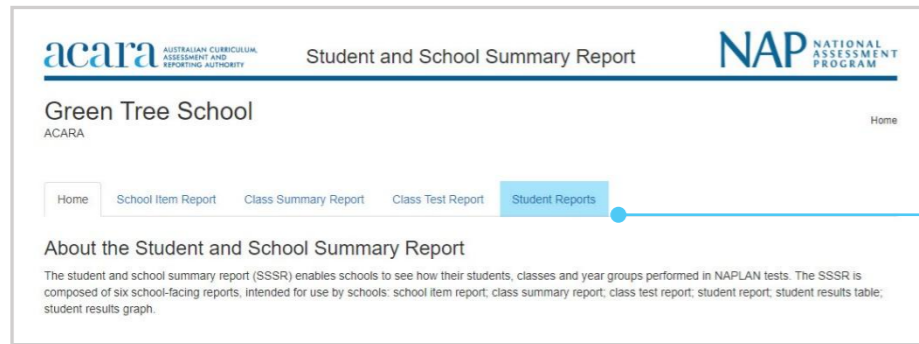 acara AUSTRALIAN CURRICULUM,
ASSESSMENT AND
REPORTING AUTHORITY
Student and School Summary Report
NAP NATIONAL
ASSESSMENT
PROGRAM
Green Tree School
ACARA
Home
Home School Item Report Class Summary Report Class Test Report Student Reports
About the Student and School Summary Report
The student and school summary report (SSSR) enables schools to see how their students, classes and year groups performed in NAPLAN tests. The SSSR is
composed of six school-facing reports, intended for use by schools: school item report; class summary report; class test report; student report; student results table;
student results graph.